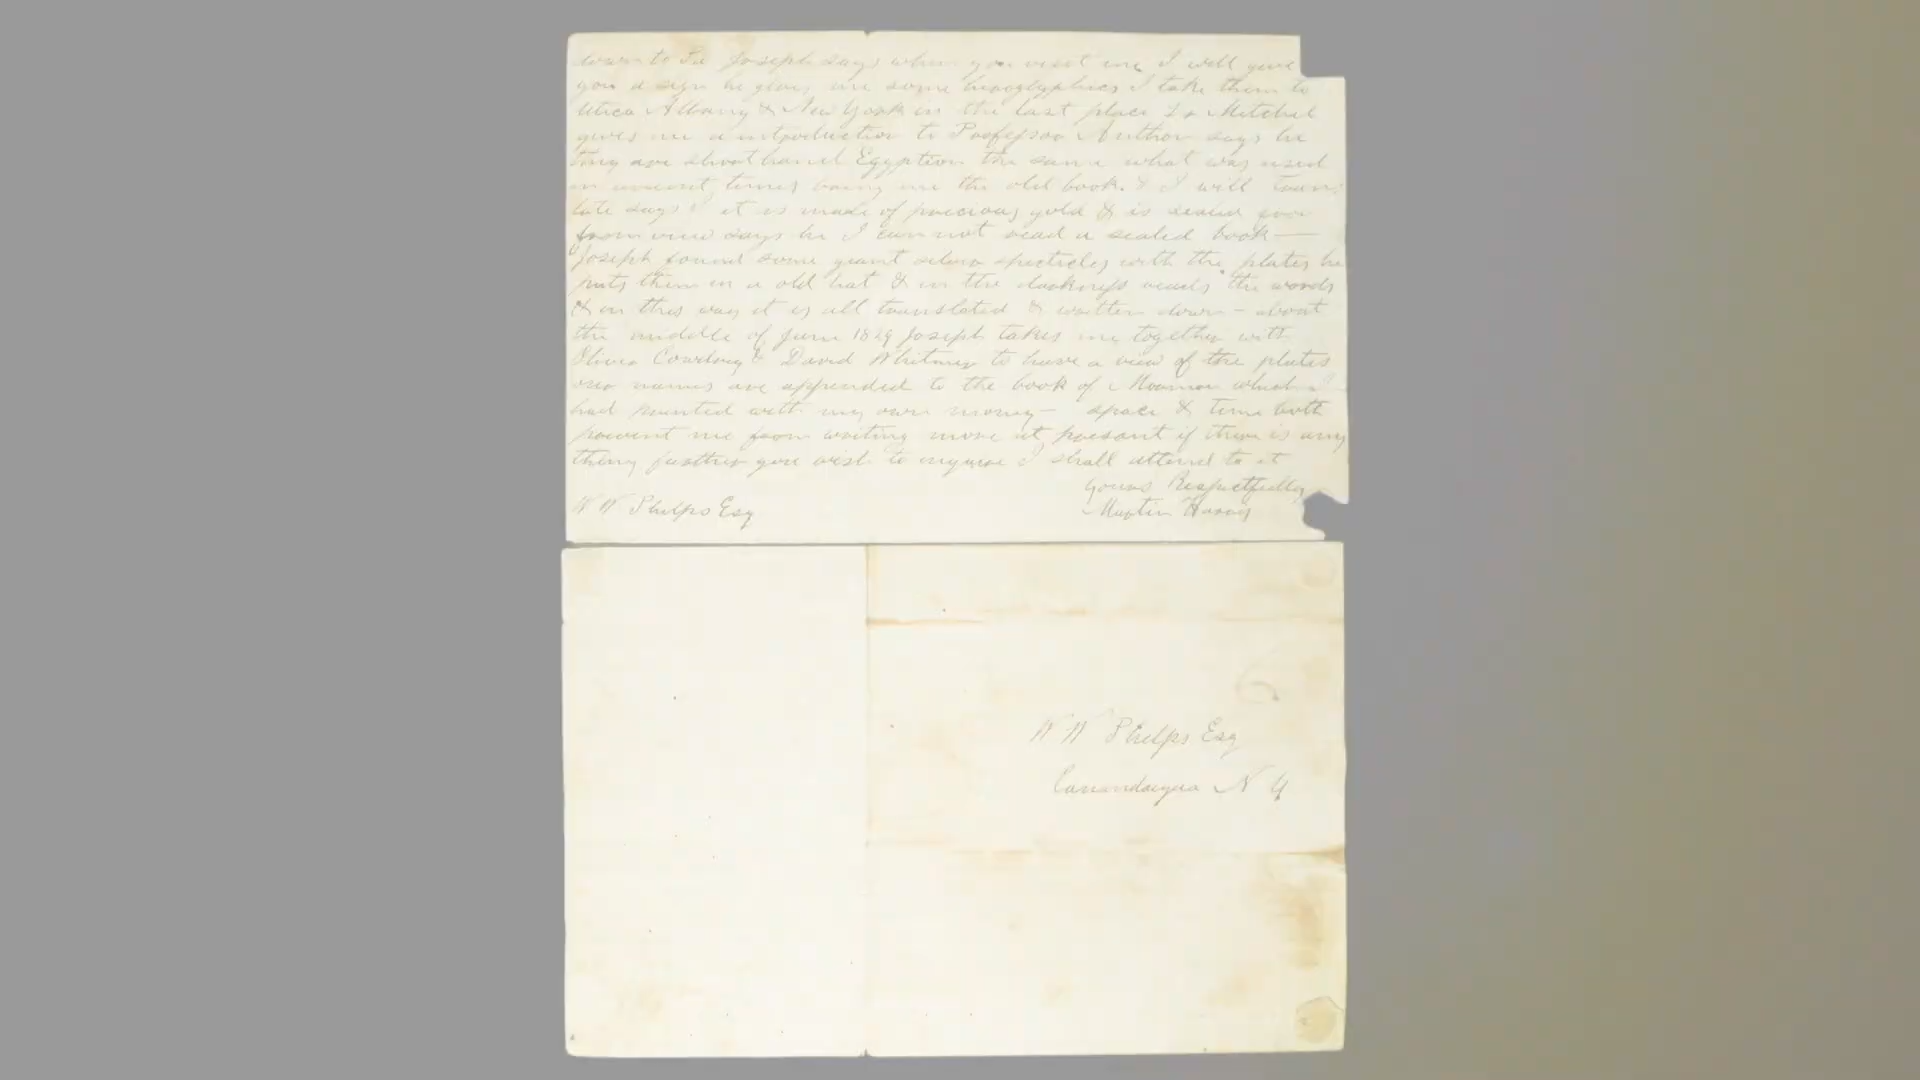 down to Pa Joseph says when you visit me I will give
you a sign he gives me some hiroglyphics I take them to
Utica Albany & New York in the last place Dr Mitchel
gives me a introduction to Professor Anthon says he
they are short hand Egyption the same what was used
in ancient times bring me the old book & I will trans
late says I it is made of precious gold & is sealed from
from view says he I cannot read a sealed book—
Joseph found some giant silver spectacles with the plates he
puts them in a old hat & in the darkness reads the words
& in this way it is all translated & written down— about
the middle of June 1829 Joseph takes me together with
Oliver Cowdrey & David Whitmer to have a view of the plates
our names are appended to the book of Mormon which I
had printed with my own money— space & time both
prevent me from writing more at presant if there is any
thing further you wish to enquire I shall attend to it
Yours Respectfully
Martin Harris
W W Phelps Esq
6
W W Phelps Esq
Canandaigua N Y